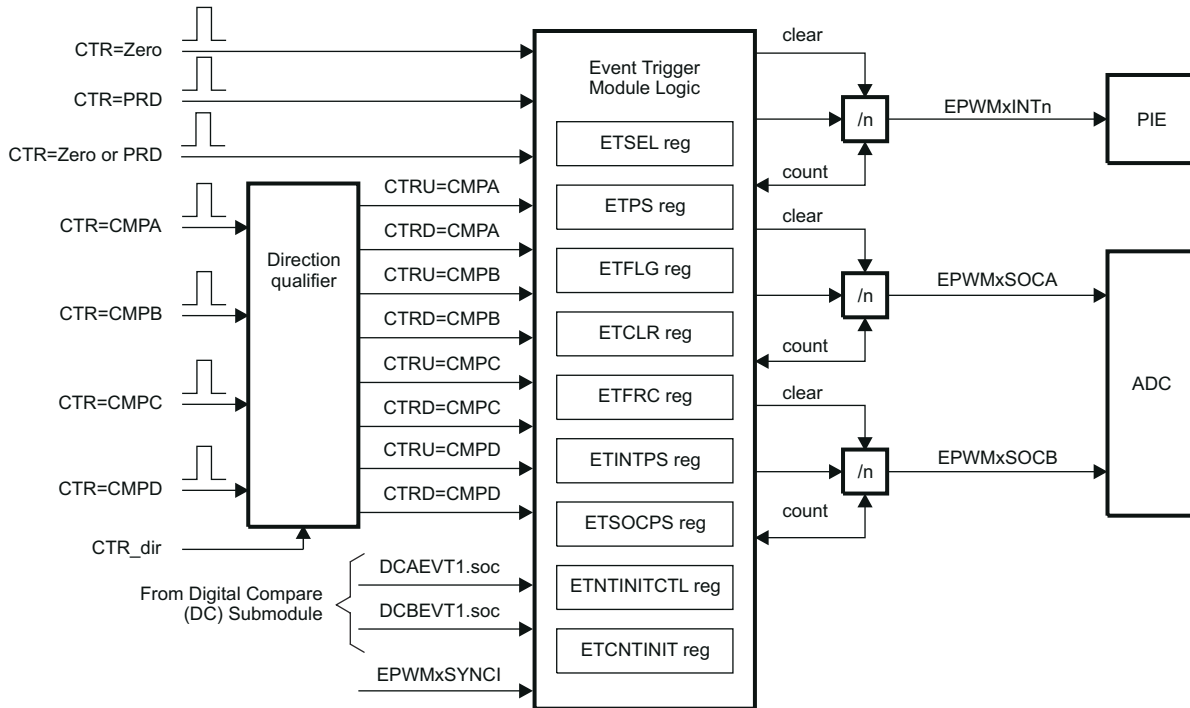 CTR=Zero
CTR=PRD
CTR=Zero or PRD
CTR=CMPA
CTR=CMPB
CTR=CMPC
CTR=CMPD
CTR_dir
Direction
qualifier
CTRU=CMPA
CTRD=CMPA
CTRU=CMPB
CTRD=CMPB
CTRU=CMPC
CTRD=CMPC
CTRU=CMPD
CTRD=CMPD
From Digital Compare
(DC) Submodule
DCAEVT1.soc
DCBEVT1.soc
EPWMxSYNCI
Event Trigger
Module Logic
ETSEL reg
ETPS reg
ETFLG reg
ETCLR reg
ETFRC reg
ETINTPS reg
ETSOCPS reg
ETNTINITCTL reg
ETCNTINIT reg
clear
/n
count
EPWMxINTn
PIE
clear
/n
count
EPWMxSOCA
clear
/n
count
EPWMxSOCB
ADC